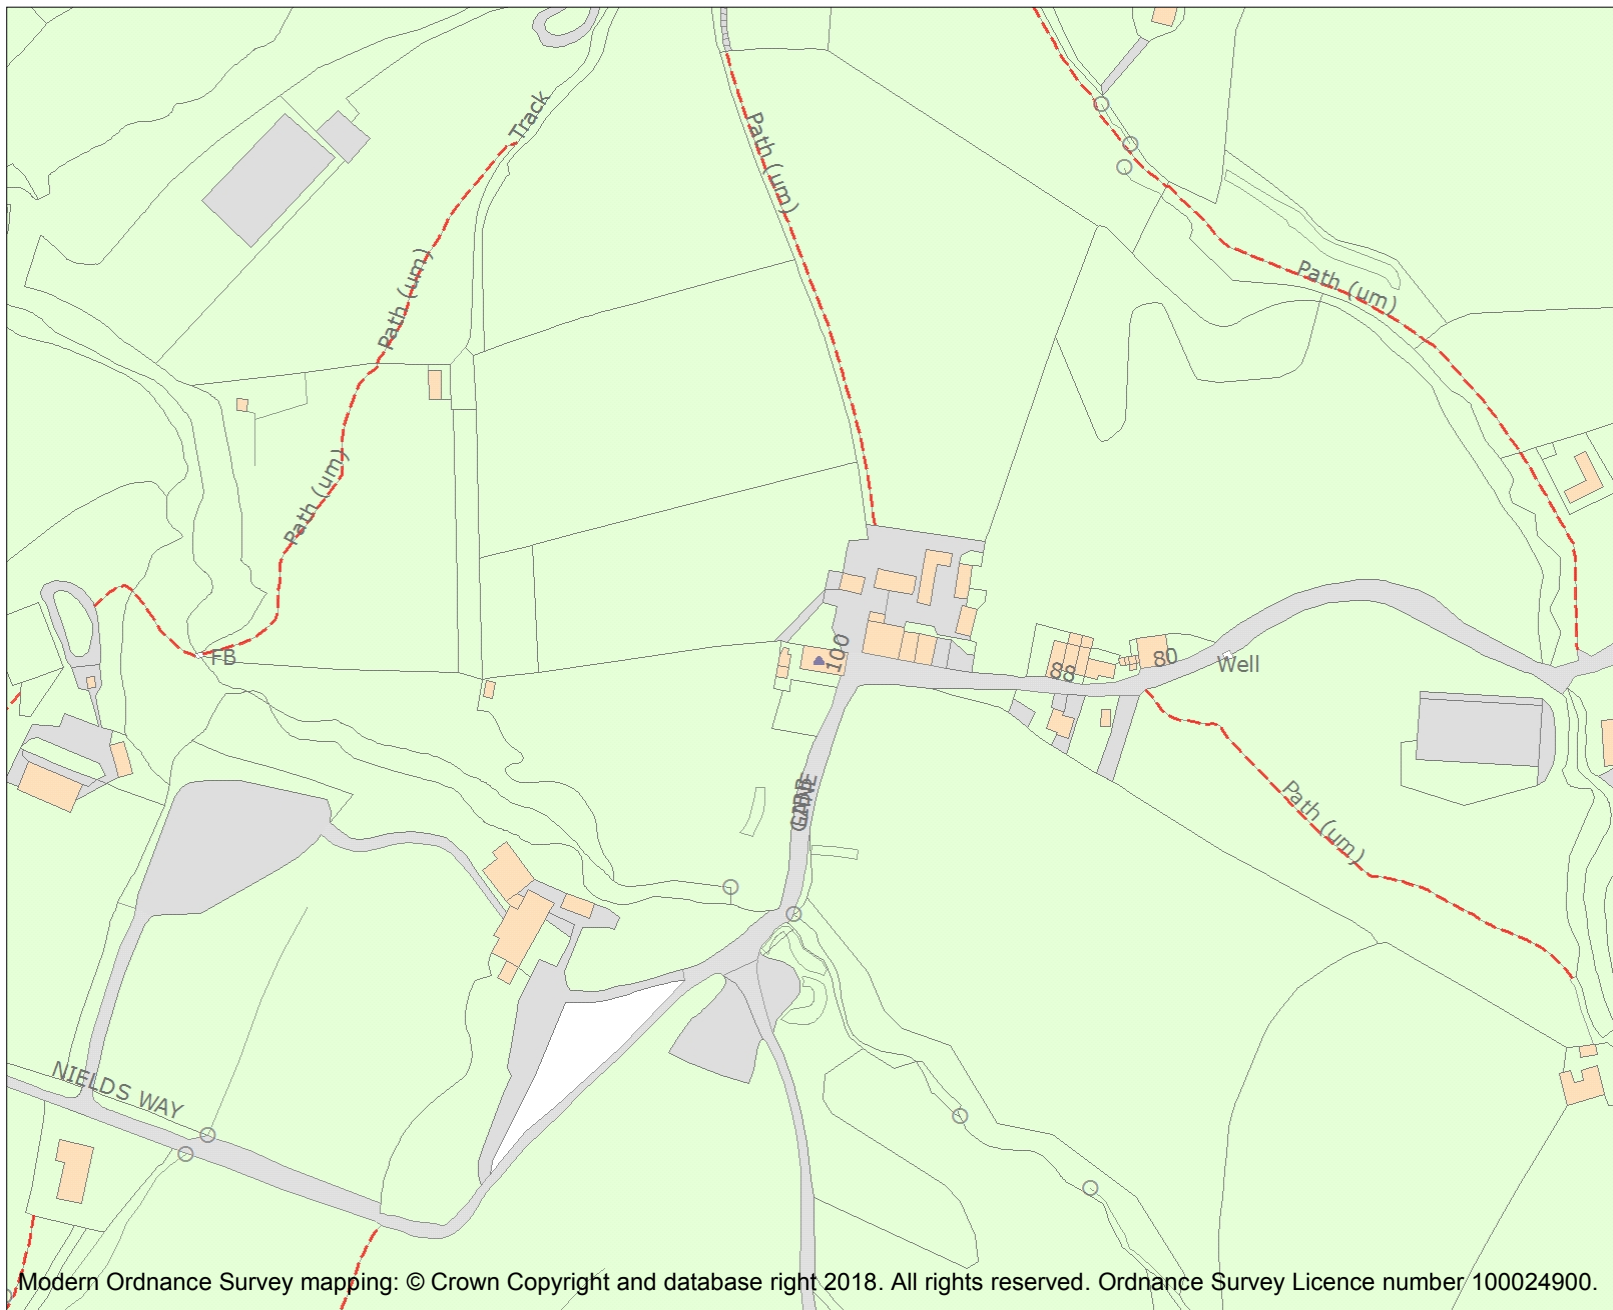 Track
Path (um)
Path (um)
Path (um)
Path (um)
FB
100
88
80
Well
Path (um)
NIELDS WAY
Modern Ordnance Survey mapping: © Crown Copyright and database right 2018. All rights reserved. Ordnance Survey Licence number 100024900.